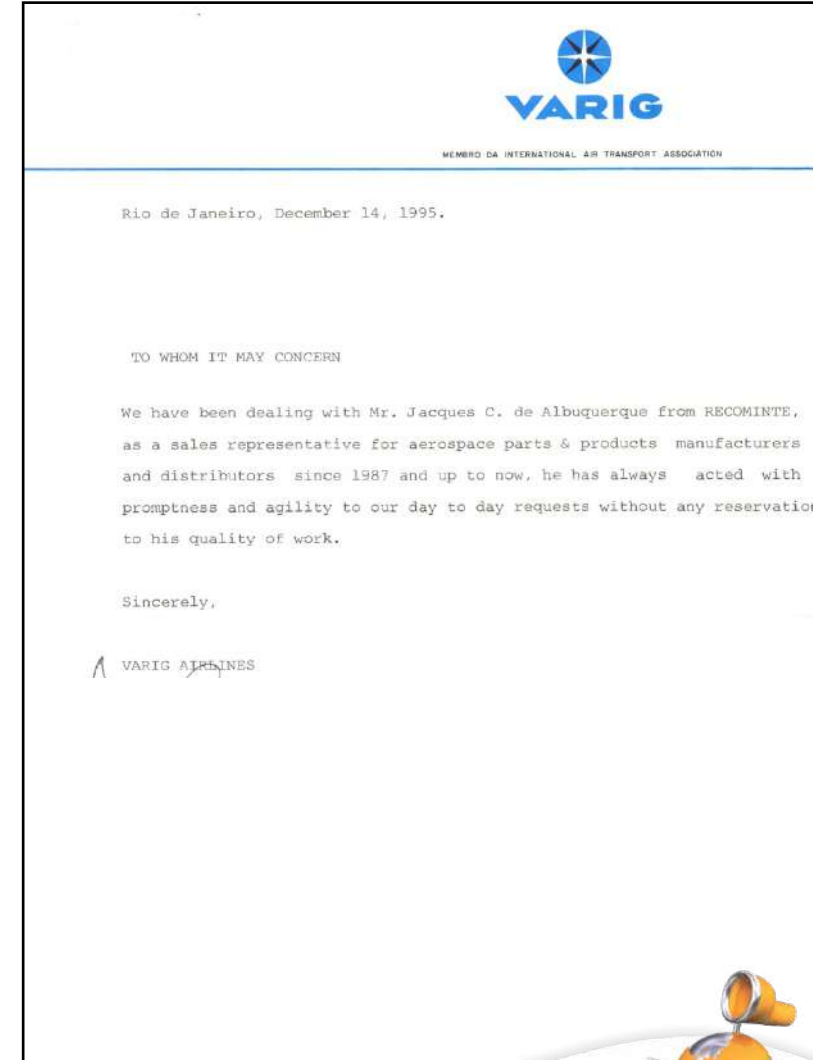 VARIG
MEMBRO DA INTERNATIONAL AIR TRANSPORT ASSOCIATION
Rio de Janeiro, December 14, 1995.
TO WHOM IT MAY CONCERN
We have been dealing with Mr. Jacques C. de Albuquerque from RECOMINTE,
as a sales representative for aerospace parts & products manufacturers
and distributors since 1987 and up to now, he has always acted with
promptness and agility to our day to day requests without any reservation
to his quality of work.
Sincerely,
VARIG AIRLINES